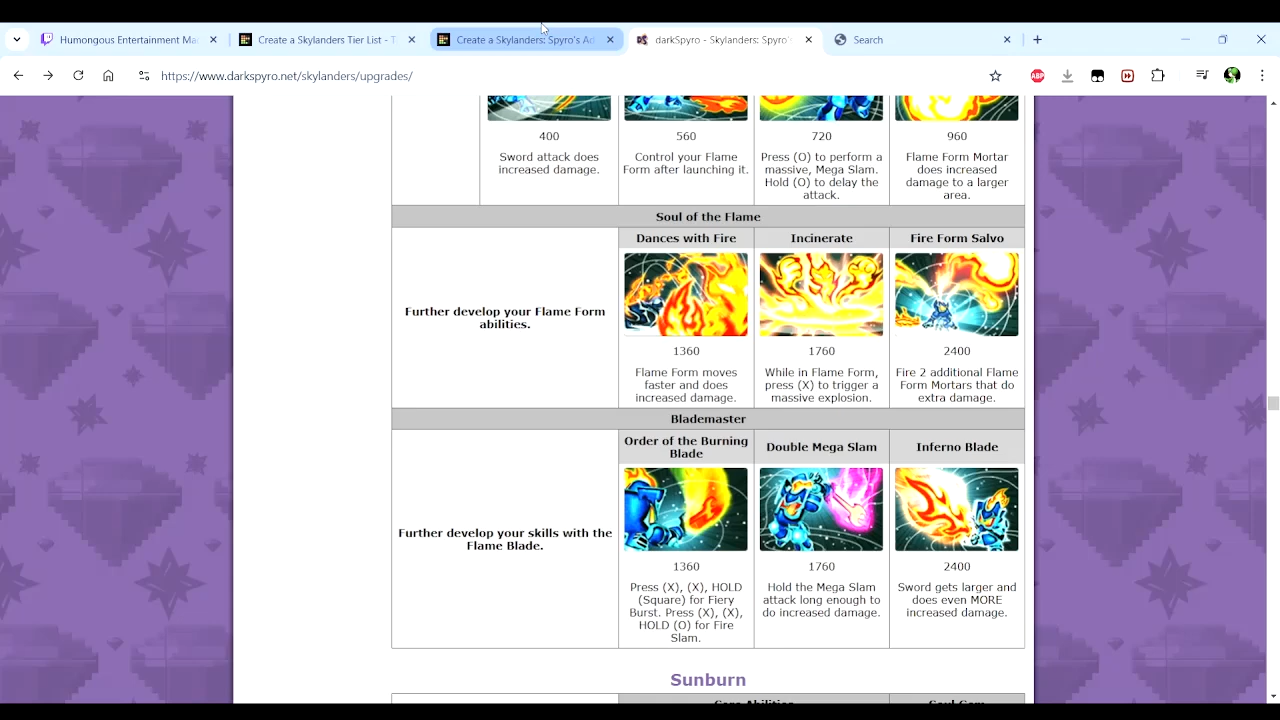 Humongous Entertainment Ma
Create a Skylanders Tier List - T
Create a Skylanders: Spyro's Ad
darkSpyro - Skylanders: Spyro'
Search
https://www.darkspyro.net/skylanders/upgrades/
ABP
400
560
720
960
Sword attack does
increased damage.
Control your Flame
Form after launching it.
Press (O) to perform a
massive, Mega Slam.
Hold (O) to delay the
attack.
Flame Form Mortar
does increased
damage to a larger
area.
Soul of the Flame
Dances with Fire
Incinerate
Fire Form Salvo
Further develop your Flame Form
abilities.
1360
1760
2400
Flame Form moves
faster and does
increased damage.
While in Flame Form,
press (X) to trigger a
massive explosion.
Fire 2 additional Flame
Form Mortars that do
extra damage.
Blademaster
Order of the Burning
Blade
Double Mega Slam
Inferno Blade
Further develop your skills with the
Flame Blade.
1360
1760
2400
Press (X), (X), HOLD
(Square) for Fiery
Burst. Press (X), (X),
HOLD (O) for Fire
Slam.
Hold the Mega Slam
attack long enough to
do increased damage.
Sword gets larger and
does even MORE
increased damage.
Sunburn
Core Abilities
Soul Gem